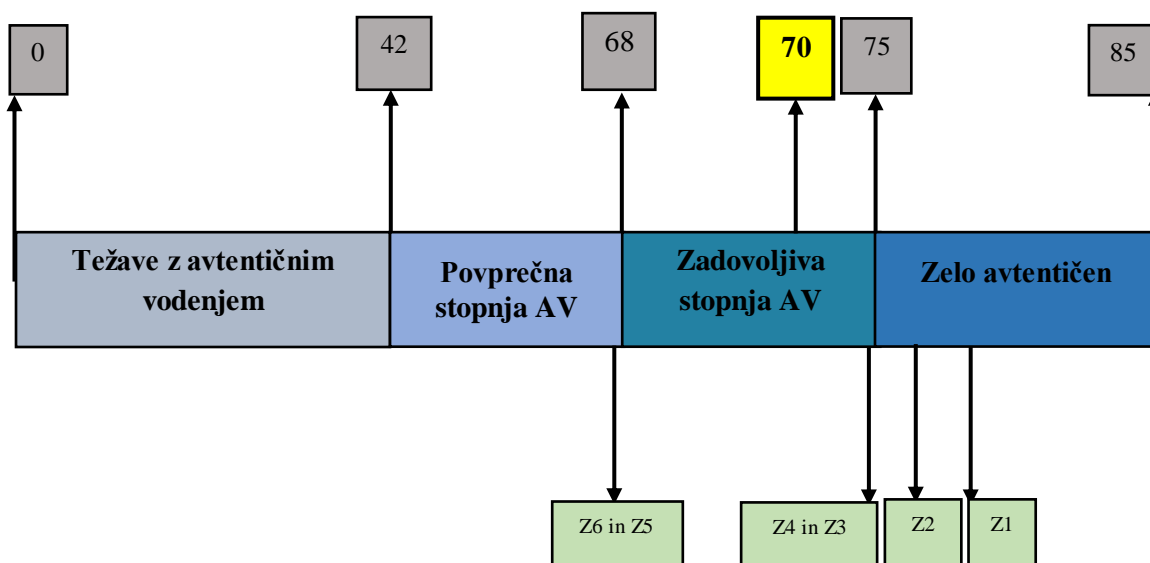 0
42
68
70
75
85
Težave z avtentičnim
vodenjem
Povprečna
stopnja AV
Zadovoljiva
stopnja AV
Zelo avtentičen
Z6 in Z5
Z4 in Z3
Z2
Z1